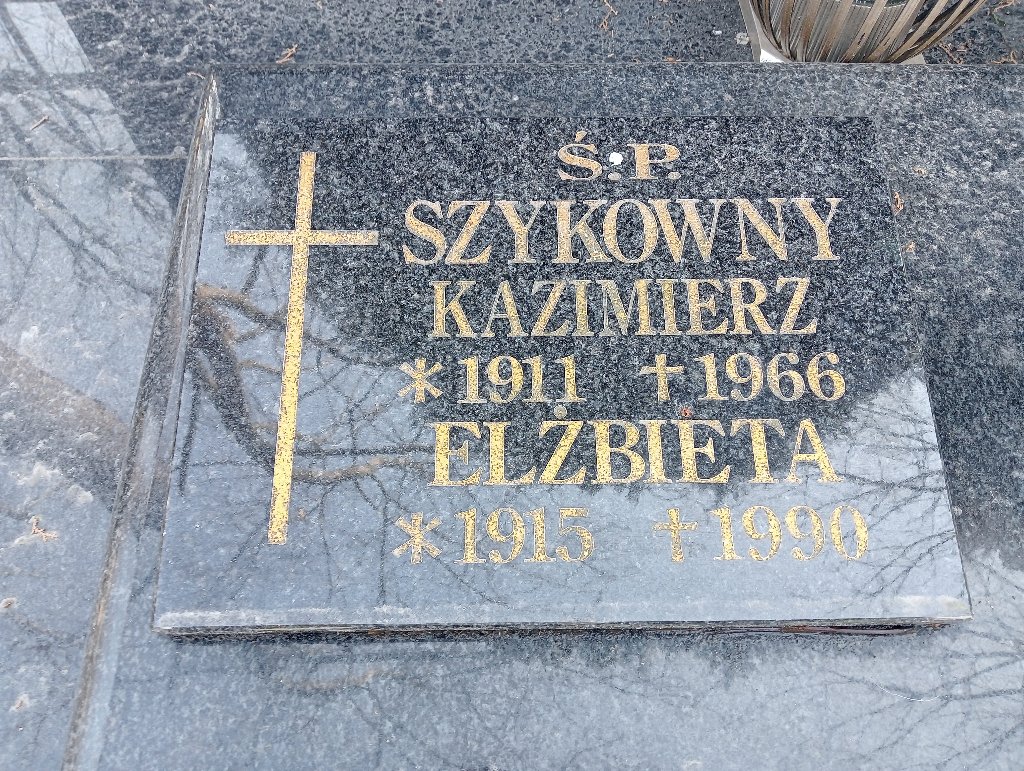 Ś.P.
SZYKOWNY
KAZIMIERZ
* 1911 † 1966
ELŻBIETA
* 1915 † 1990